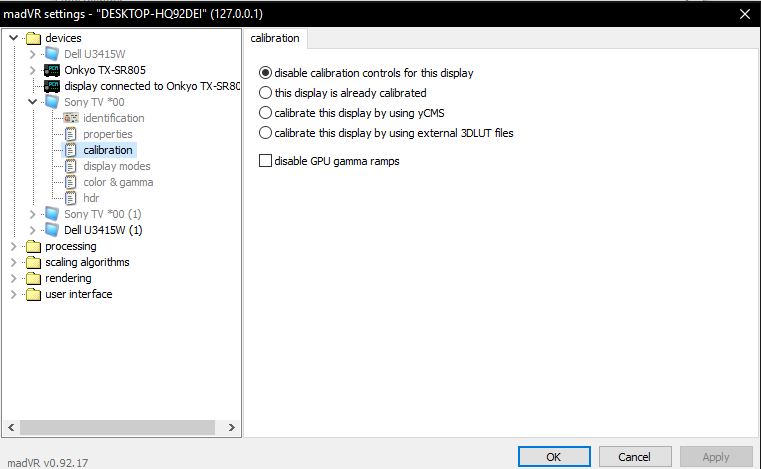 madVR settings - "DESKTOP-HQ92DEI" (127.0.0.1)
devices
Dell U3415W
Onkyo TX-SR805
display connected to Onkyo TX-SR80
Sony TV *00
identification
properties
calibration
display modes
color & gamma
hdr
Sony TV *00 (1)
Dell U3415W (1)
processing
scaling algorithms
rendering
user interface
calibration
disable calibration controls for this display
this display is already calibrated
calibrate this display by using yCMS
calibrate this display by using external 3DLUT files
disable GPU gamma ramps
madVR v0.92.17
OK
Cancel
Apply